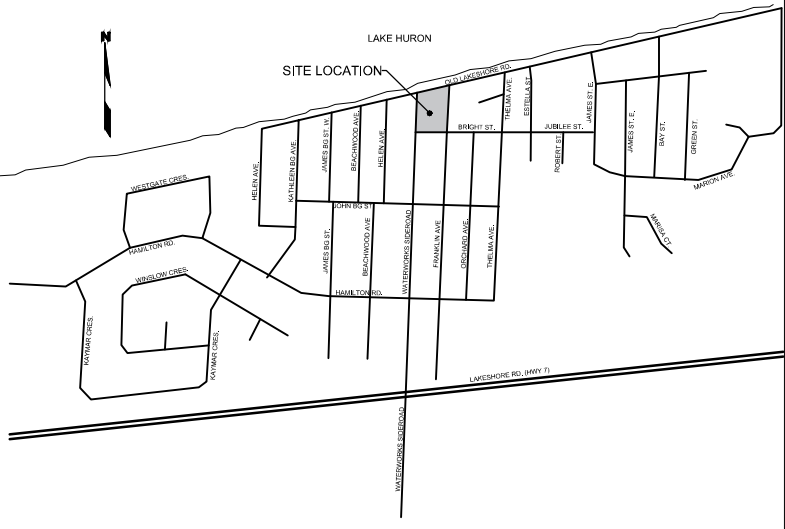 N
LAKE HURON
SITE LOCATION
OLD LAKESHORE RD.
THELMA AVE.
ESTELLA ST.
JAMES ST. E.
BRIGHT ST.
JUBILEE ST.
ROBERT ST.
JAMES ST. E.
BAY ST.
GREEN ST.
MARION AVE.
MARISA CT.
HELEN AVE.
KATHLEEN BG AVE.
JAMES BG ST. W.
BEACHWOOD AVE.
HELEN AVE.
JOHN BG ST.
WESTGATE CRES.
HAMILTON RD.
WINSLOW CRES.
KAYMAR CRES.
KAYMAR CRES.
JAMES BG ST.
BEACHWOOD AVE
WATERWORKS SIDEROAD
FRANKLIN AVE
ORCHARD AVE.
THELMA AVE.
HAMILTON RD.
LAKESHORE RD. (HWY 7)
WATERWORKS SIDEROAD